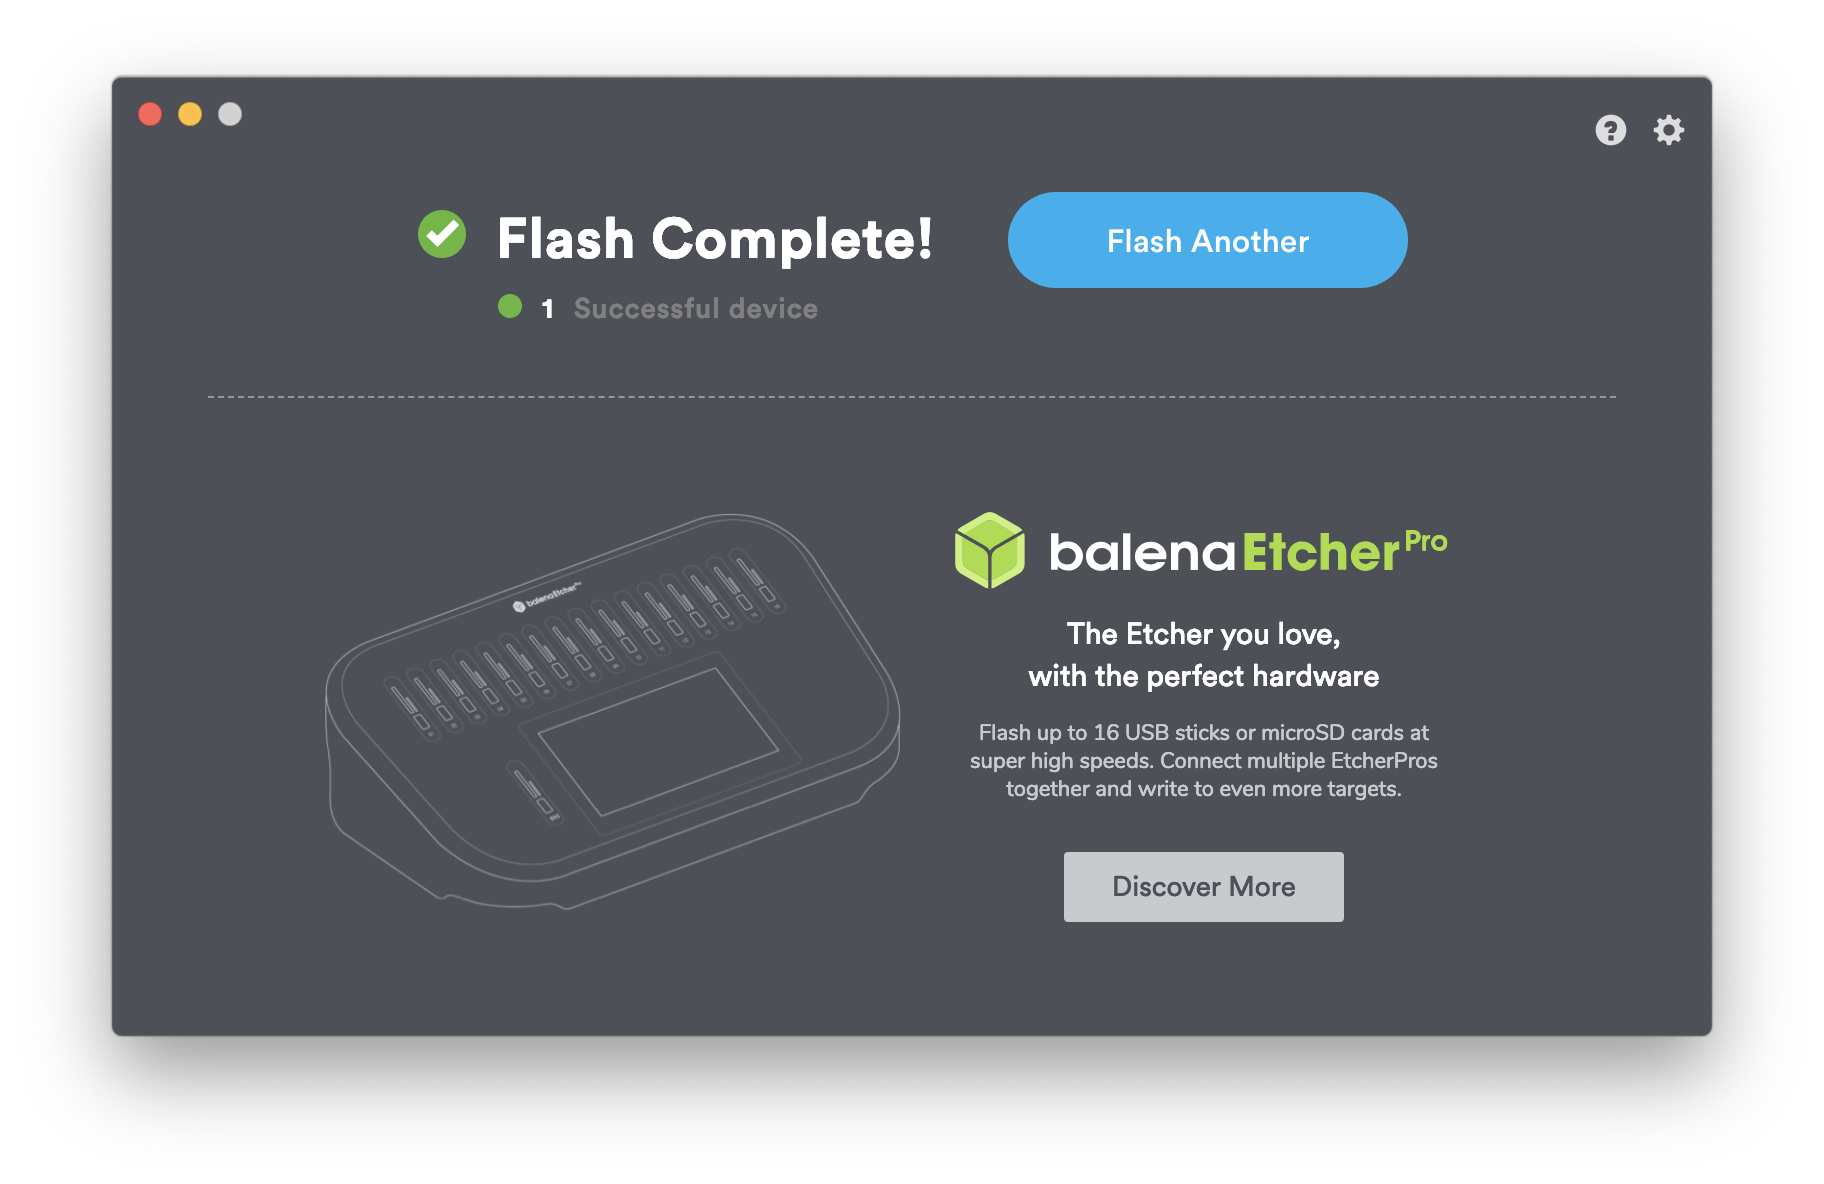 Flash Complete!
Flash Another
1 Successful device
balenaEtcher
balenaEtcher Pro
The Etcher you love,
with the perfect hardware
Flash up to 16 USB sticks or microSD cards at
super high speeds. Connect multiple EtcherPros
together and write to even more targets.
Discover More